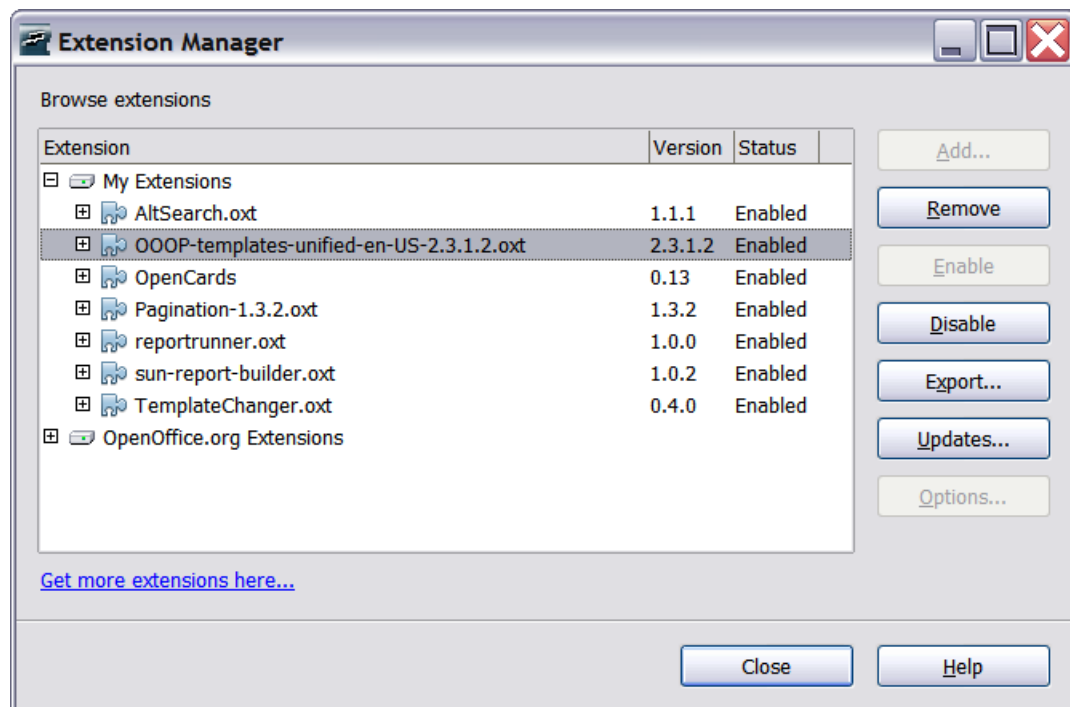 Extension Manager
Browse extensions
Extension Version Status
My Extensions
AltSearch.oxt 1.1.1 Enabled
OOOP-templates-unified-en-US-2.3.1.2.oxt 2.3.1.2 Enabled
OpenCards 0.13 Enabled
Pagination-1.3.2.oxt 1.3.2 Enabled
reportrunner.oxt 1.0.0 Enabled
sun-report-builder.oxt 1.0.2 Enabled
TemplateChanger.oxt 0.4.0 Enabled
OpenOffice.org Extensions
Add...
Remove
Enable
Disable
Export...
Updates...
Options...
Get more extensions here...
Close Help